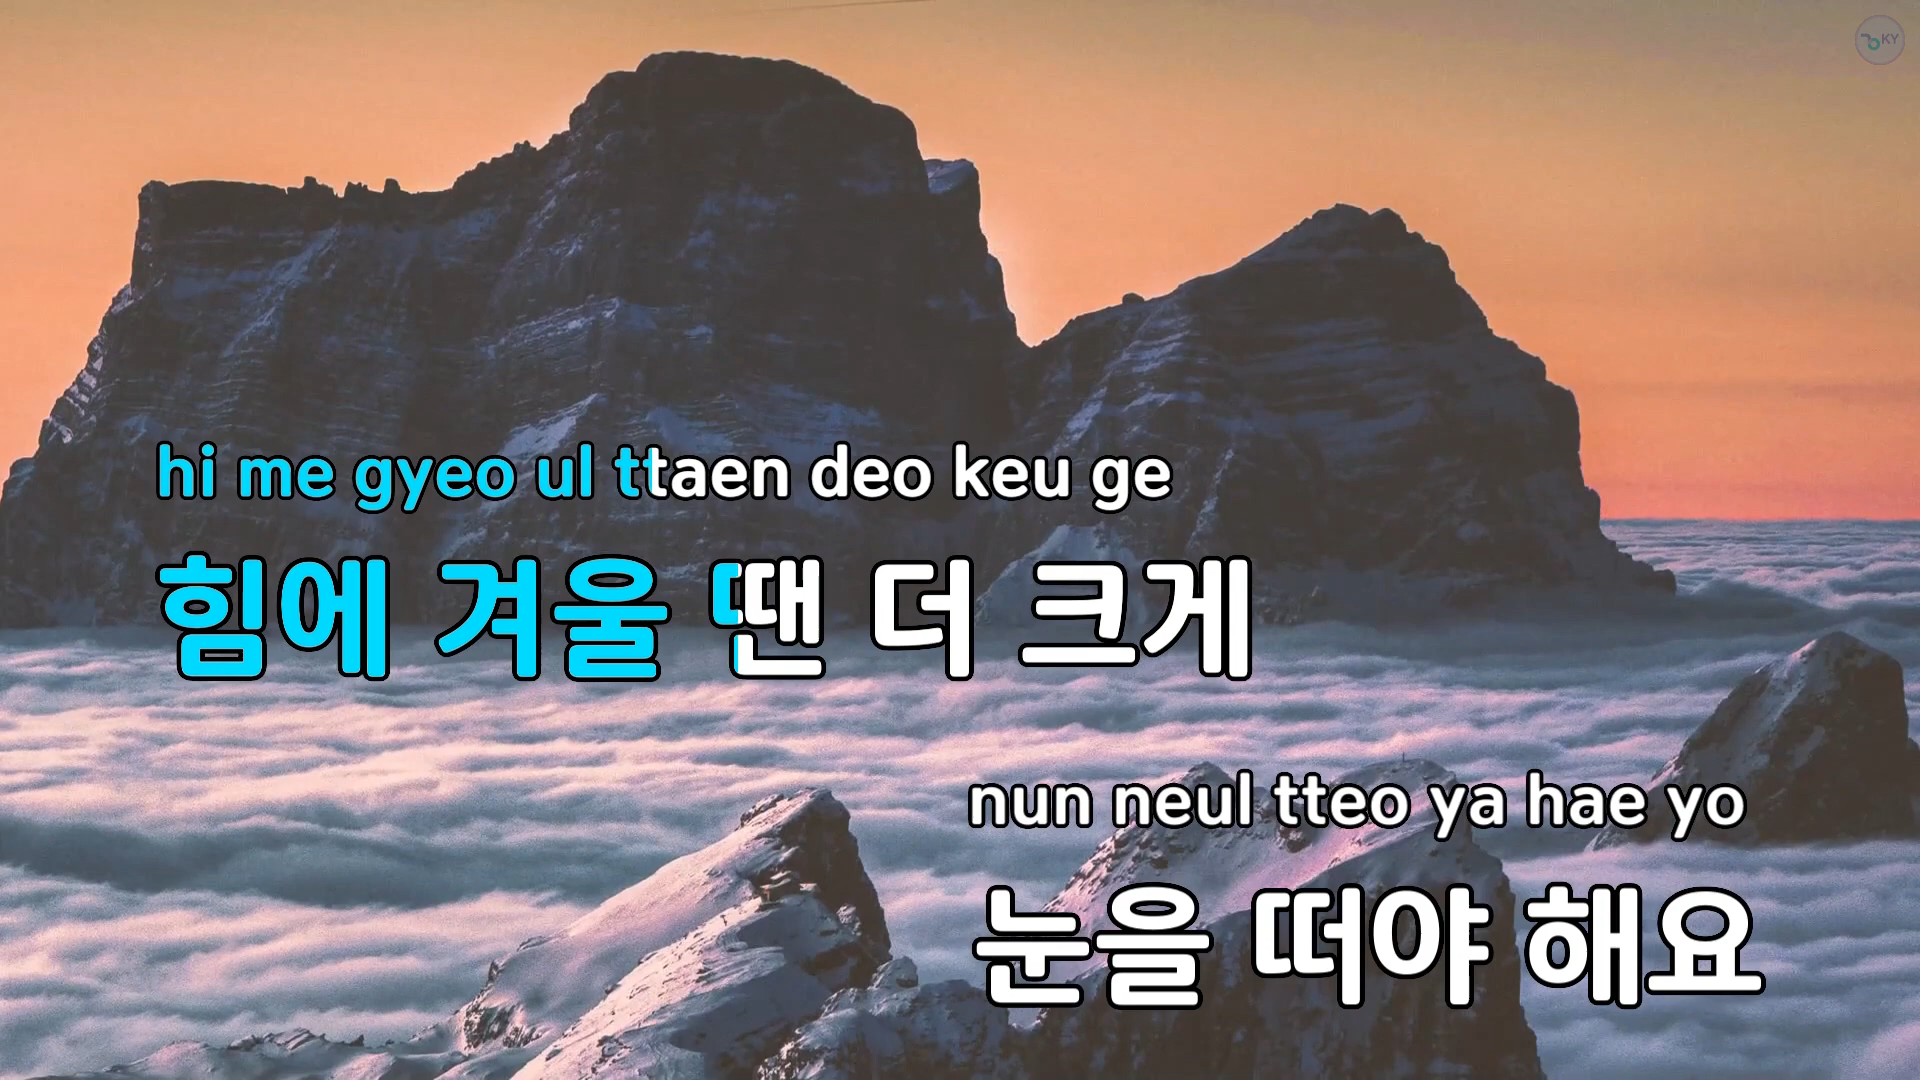 KY
hi me gyeo ul ttaen deo keu ge
힘에 겨울 땐 더 크게
nun neul tteo ya hae yo
눈을 떠야 해요